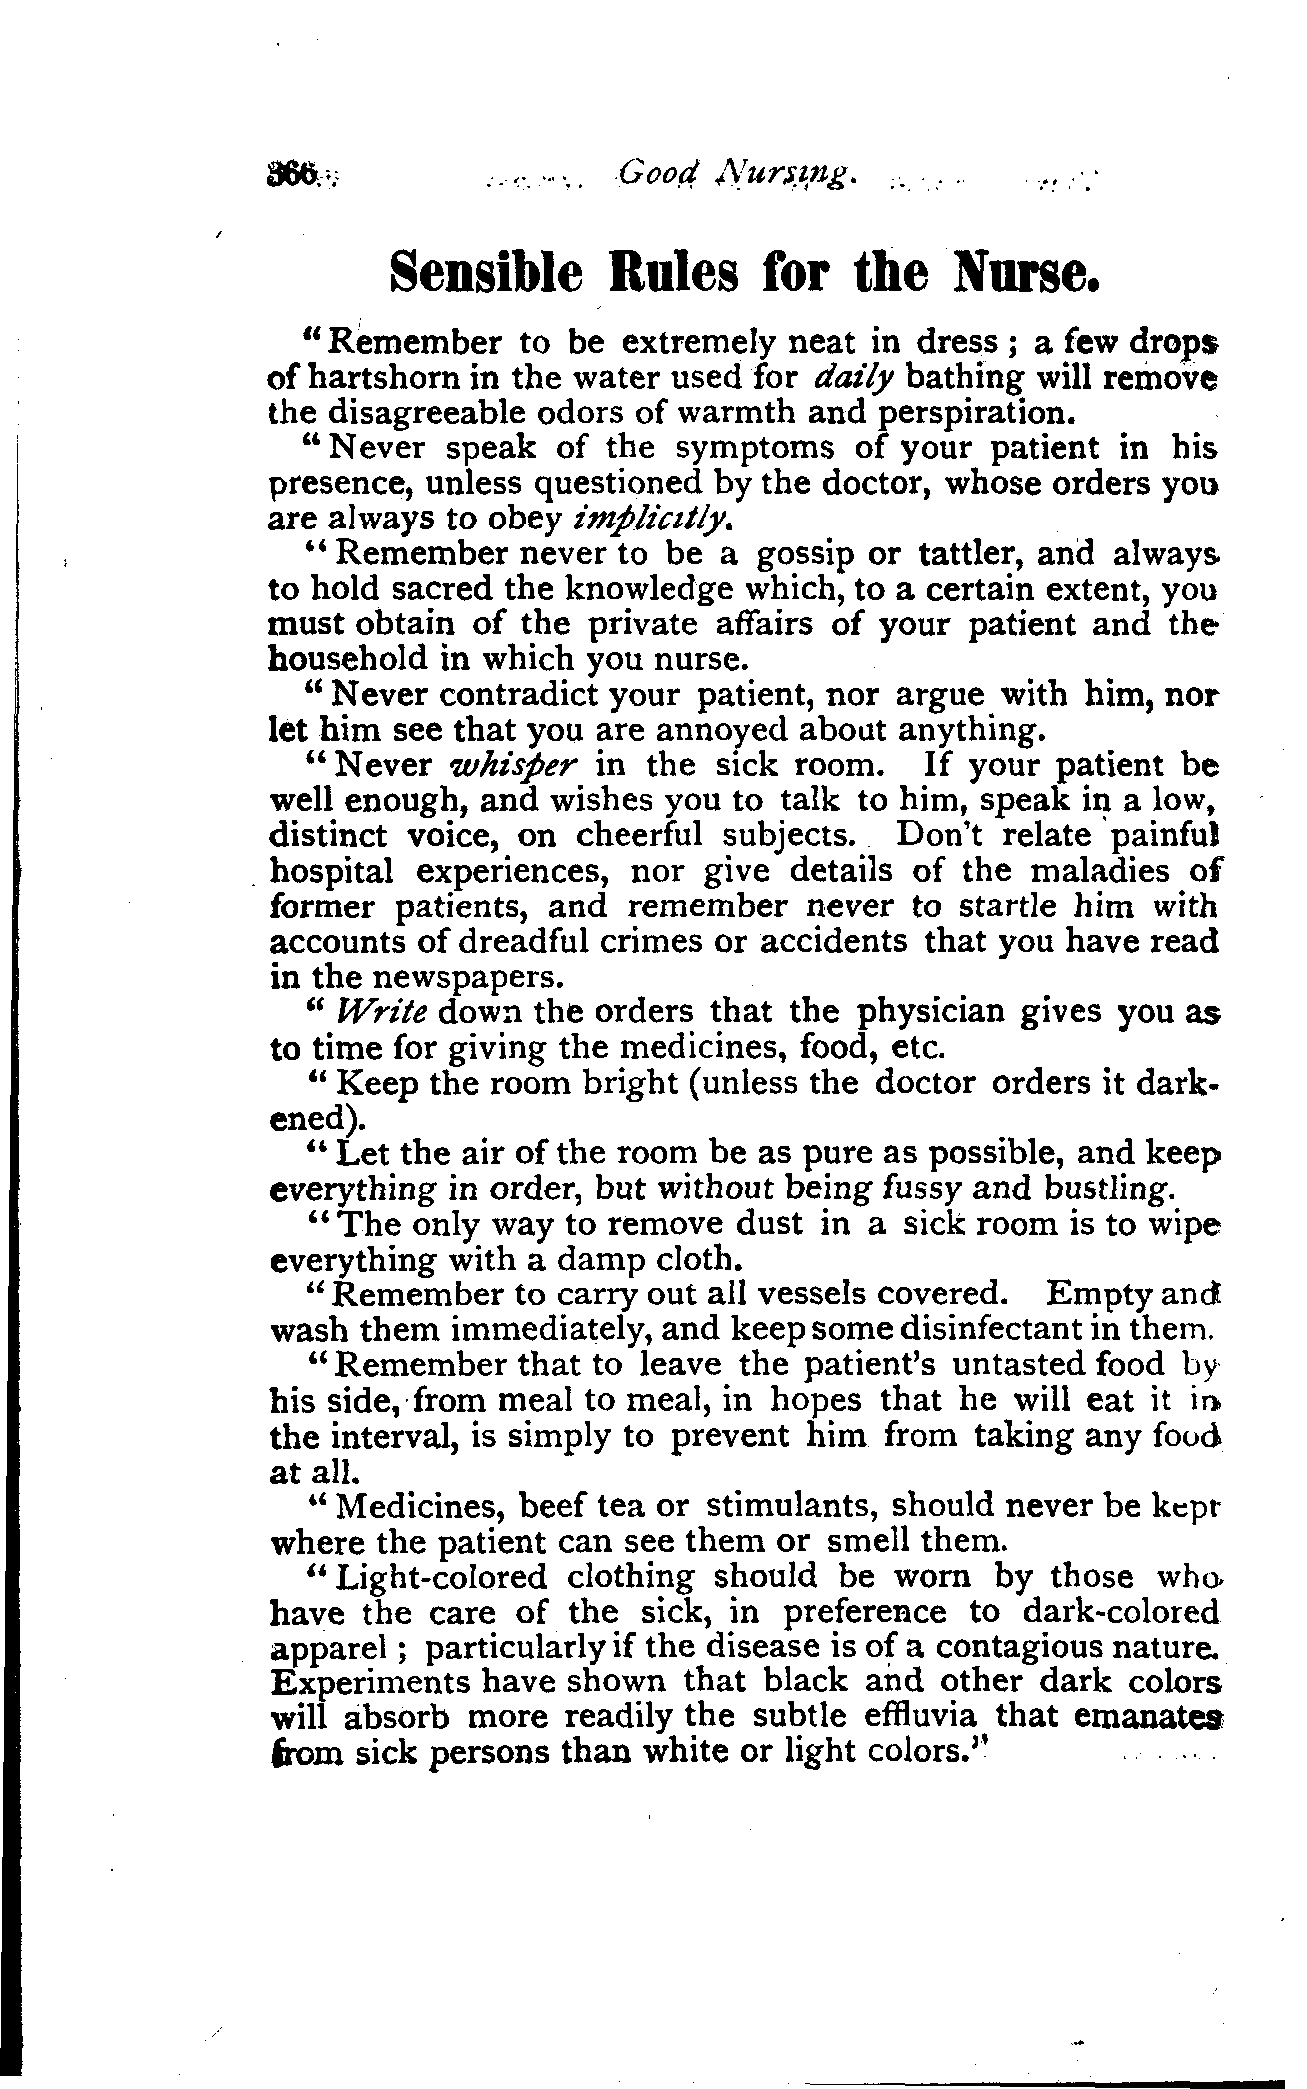 366 Good Nursing.
Sensible Rules for the Nurse.
"Remember to be extremely neat in dress; a few drops
of hartshorn in the water used for daily bathing will remove
the disagreeable odors of warmth and perspiration.
"Never speak of the symptoms of your patient in his
presence, unless questioned by the doctor, whose orders you
are always to obey implicitly.
"Remember never to be a gossip or tattler, and always
to hold sacred the knowledge which, to a certain extent, you
must obtain of the private affairs of your patient and the
household in which you nurse.
"Never contradict your patient, nor argue with him, nor
let him see that you are annoyed about anything.
"Never whisper in the sick room. If your patient be
well enough, and wishes you to talk to him, speak in a low,
distinct voice, on cheerful subjects. Don't relate painful
hospital experiences, nor give details of the maladies of
former patients, and remember never to startle him with
accounts of dreadful crimes or accidents that you have read
in the newspapers.
"Write down the orders that the physician gives you as
to time for giving the medicines, food, etc.
"Keep the room bright (unless the doctor orders it dark-
ened).
"Let the air of the room be as pure as possible, and keep
everything in order, but without being fussy and bustling.
"The only way to remove dust in a sick room is to wipe
everything with a damp cloth.
"Remember to carry out all vessels covered. Empty and
wash them immediately, and keep some disinfectant in them.
"Remember that to leave the patient's untasted food by
his side, from meal to meal, in hopes that he will eat it in
the interval, is simply to prevent him from taking any food
at all.
"Medicines, beef tea or stimulants, should never be kept
where the patient can see them or smell them.
"Light-colored clothing should be worn by those who
have the care of the sick, in preference to dark-colored
apparel; particularly if the disease is of a contagious nature.
Experiments have shown that black and other dark colors
will absorb more readily the subtle effluvia that emanates
from sick persons than white or light colors."